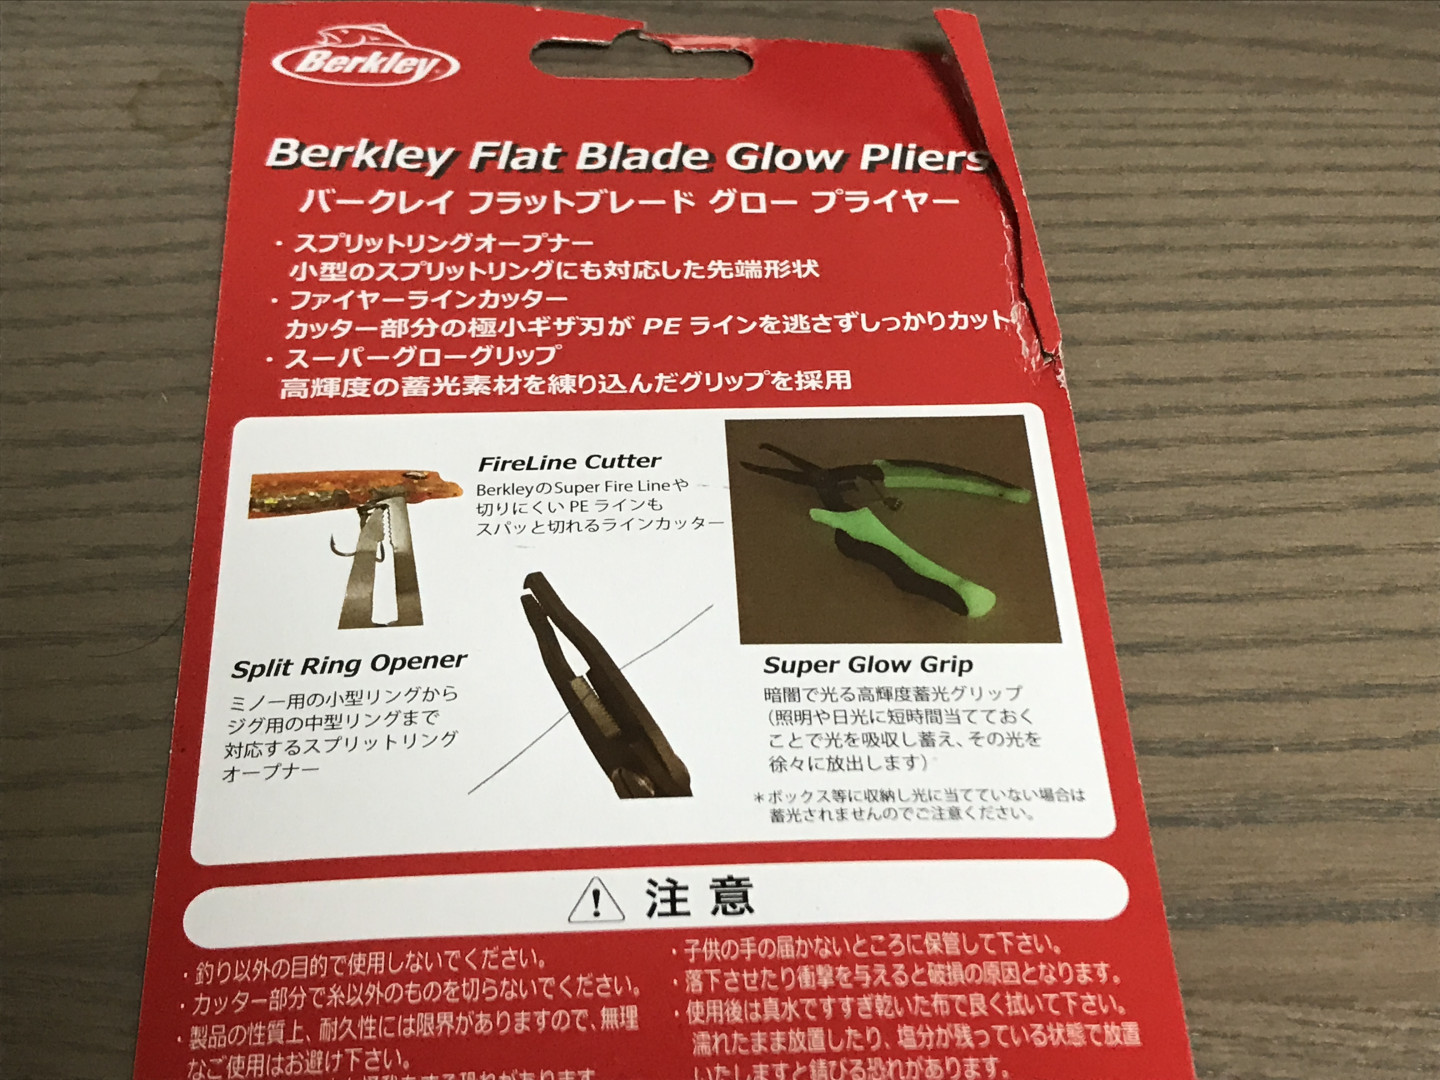 Berkley
Berkley Flat Blade Glow Pliers
バークレイ フラットブレード グロー プライヤー
・スプリットリングオープナー
小型のスプリットリングにも対応した先端形状
・ファイヤーラインカッター
カッター部分の極小ギザ刃が PE ラインを逃さずしっかりカット
・スーパーグローグリップ
高輝度の蓄光素材を練り込んだグリップを採用
FireLine Cutter
BerkleyのSuper Fire Lineや
切りにくい PE ラインも
スパッと切れるラインカッター
Split Ring Opener
ミノー用の小型リングから
ジグ用の中型リングまで
対応するスプリットリング
オープナー
Super Glow Grip
暗闇で光る高輝度蓄光グリップ
（照明や日光に短時間当てておく
ことで光を吸収し蓄え、その光を
徐々に放出します）
＊ボックス等に収納し光に当てていない場合は
蓄光されませんのでご注意ください。
注意
・釣り以外の目的で使用しないでください。
・カッター部分で糸以外のものを切らないでください。
・製品の性質上、耐久性には限界がありますので、無理
なご使用はお避け下さい。
・子供の手の届かないところに保管して下さい。
・落下させたり衝撃を与えると破損の原因となります。
・使用後は真水ですすぎ乾いた布で良く拭いて下さい。
濡れたまま放置したり、塩分が残っている状態で放置
いたしますと錆びる恐れがあります。